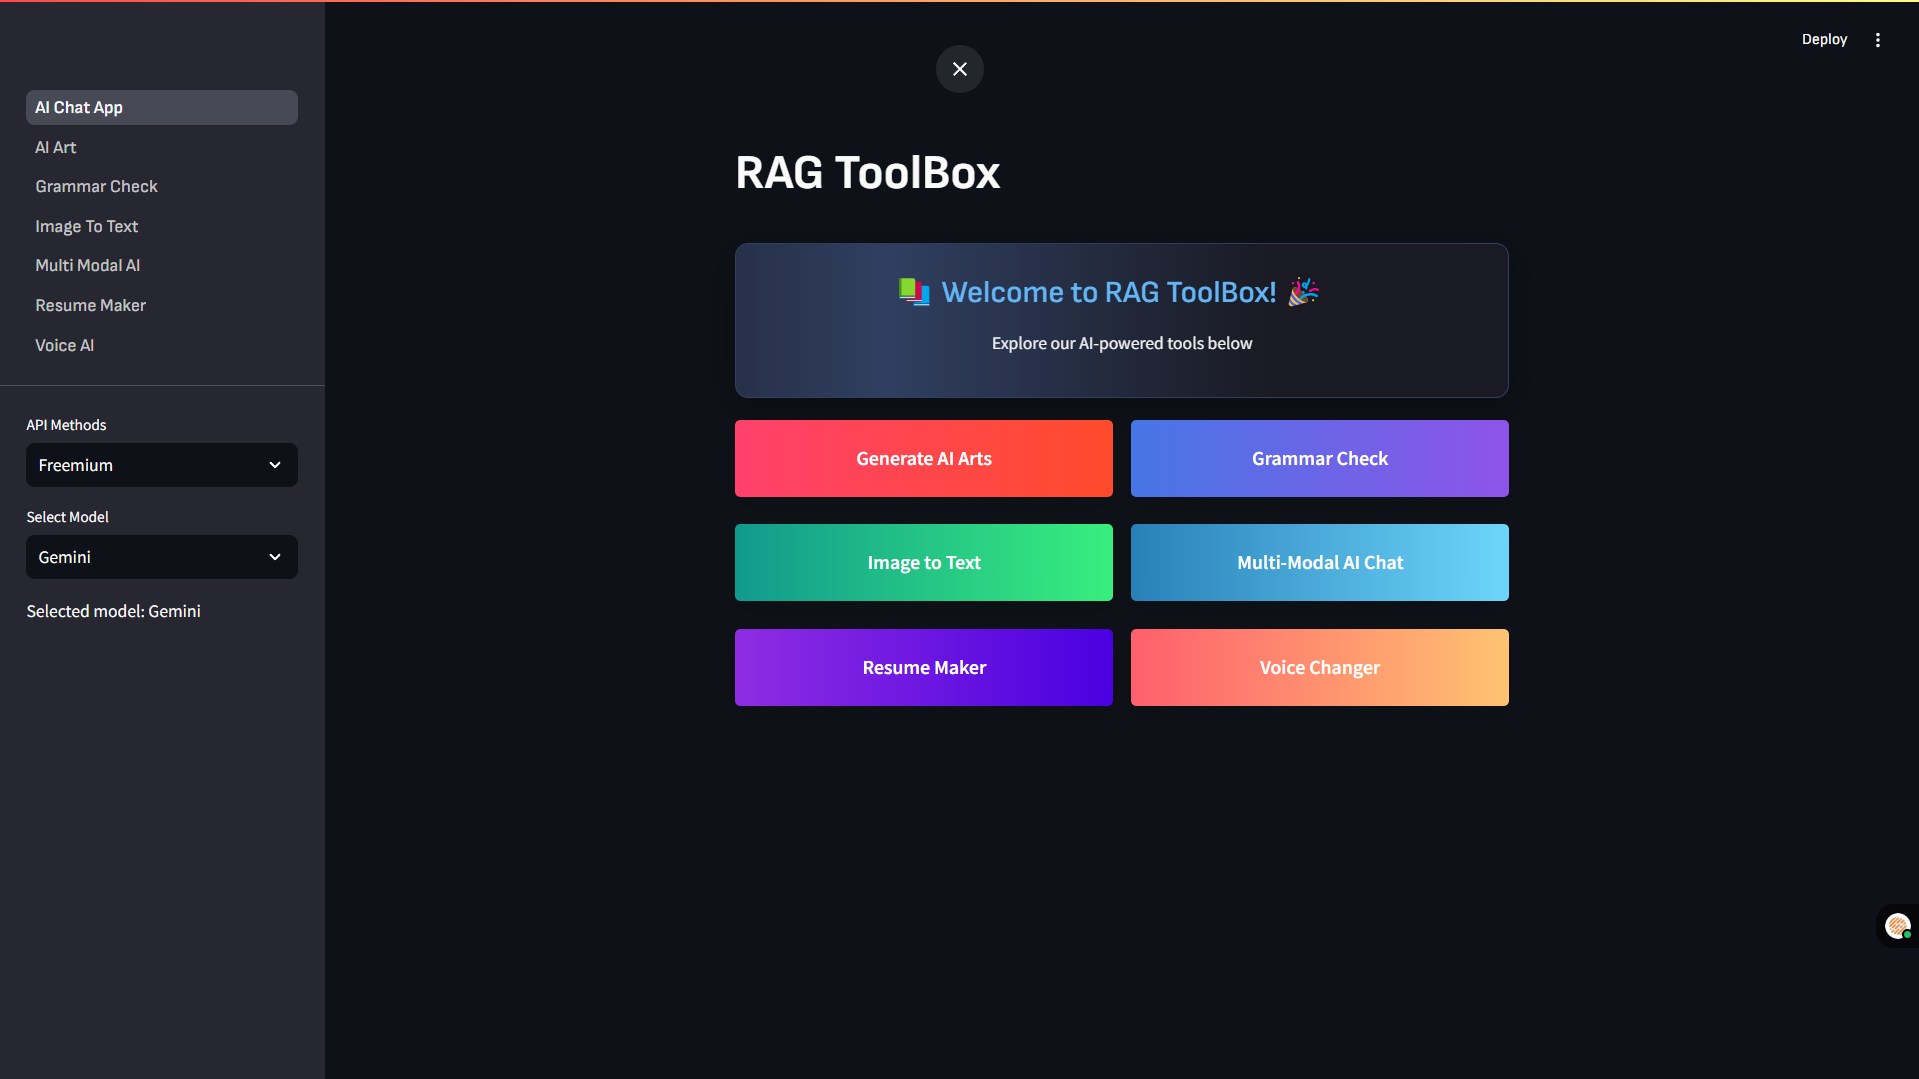 Deploy
AI Chat App
AI Art
Grammar Check
Image To Text
Multi Modal AI
Resume Maker
Voice AI
API Methods
Freemium
Select Model
Gemini
Selected model: Gemini
RAG ToolBox
Welcome to RAG ToolBox!
Explore our AI-powered tools below
Generate AI Arts
Grammar Check
Image to Text
Multi-Modal AI Chat
Resume Maker
Voice Changer